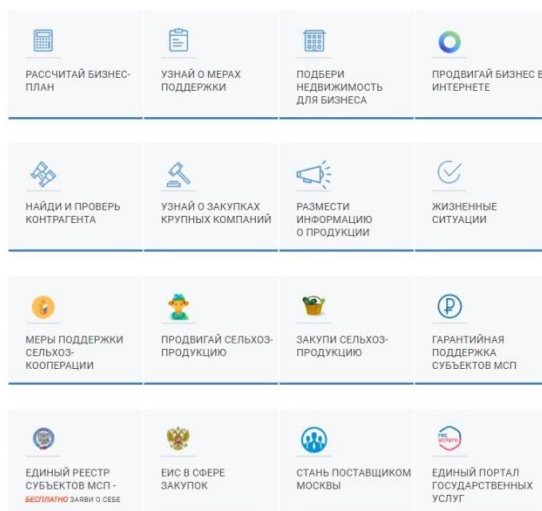 РАССЧИТАЙ БИЗНЕС-
ПЛАН
УЗНАЙ О МЕРАХ
ПОДДЕРЖКИ
ПОДБЕРИ
НЕДВИЖИМОСТЬ
ДЛЯ БИЗНЕСА
ПРОДВИГАЙ БИЗНЕС В
ИНТЕРНЕТЕ
НАЙДИ И ПРОВЕРЬ
КОНТРАГЕНТА
УЗНАЙ О ЗАКУПКАХ
КРУПНЫХ КОМПАНИЙ
РАЗМЕСТИ
ИНФОРМАЦИЮ
О ПРОДУКЦИИ
ЖИЗНЕННЫЕ
СИТУАЦИИ
МЕРЫ ПОДДЕРЖКИ
СЕЛЬХОЗ-
КООПЕРАЦИИ
ПРОДВИГАЙ СЕЛЬХОЗ-
ПРОДУКЦИЮ
ЗАКУПИ СЕЛЬХОЗ-
ПРОДУКЦИЮ
ГАРАНТИЙНАЯ
ПОДДЕРЖКА
СУБЪЕКТОВ МСП
ЕДИНЫЙ РЕЕСТР
СУБЪЕКТОВ МСП -
БЕСПЛАТНО ЗАЯВИ О СЕБЕ
ЕИС В СФЕРЕ
ЗАКУПОК
СТАНЬ ПОСТАВЩИКОМ
МОСКВЫ
гос
услуги
ЕДИНЫЙ ПОРТАЛ
ГОСУДАРСТВЕННЫХ
УСЛУГ